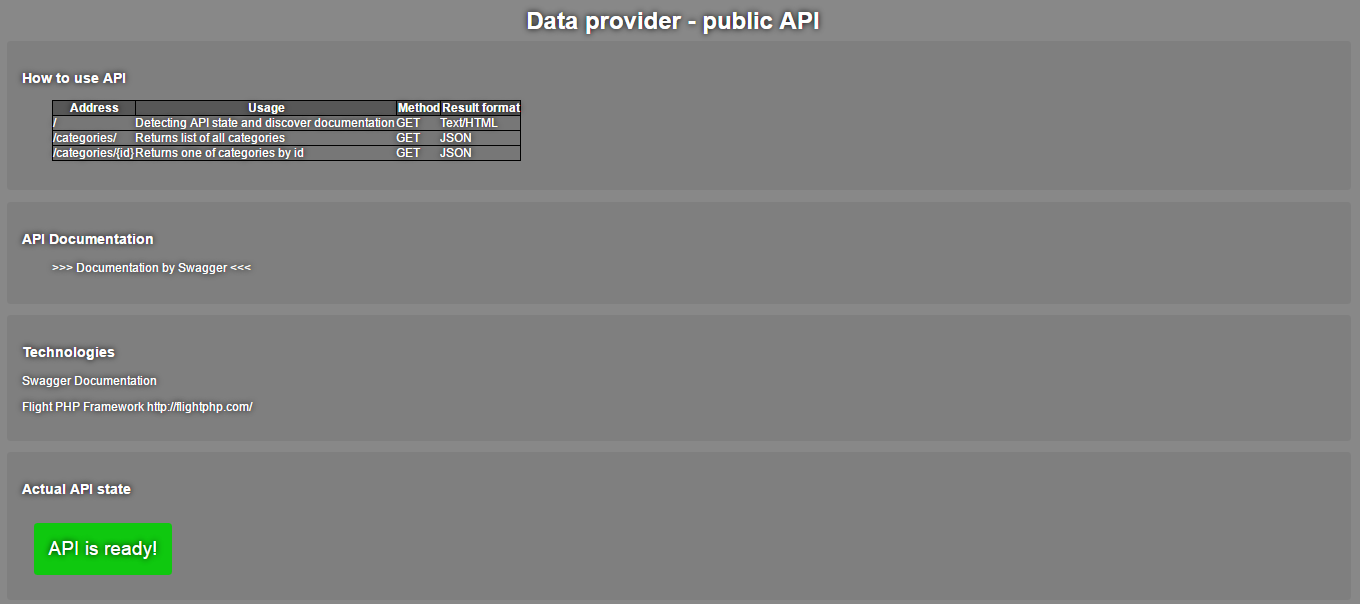 Data provider - public API
How to use API
Address Usage Method Result format
/ Detecting API state and discover documentation GET Text/HTML
/categories/ Returns list of all categories GET JSON
/categories/{id} Returns one of categories by id GET JSON
API Documentation
>>> Documentation by Swagger <<<
Technologies
Swagger Documentation
Flight PHP Framework http://flightphp.com/
Actual API state
API is ready!